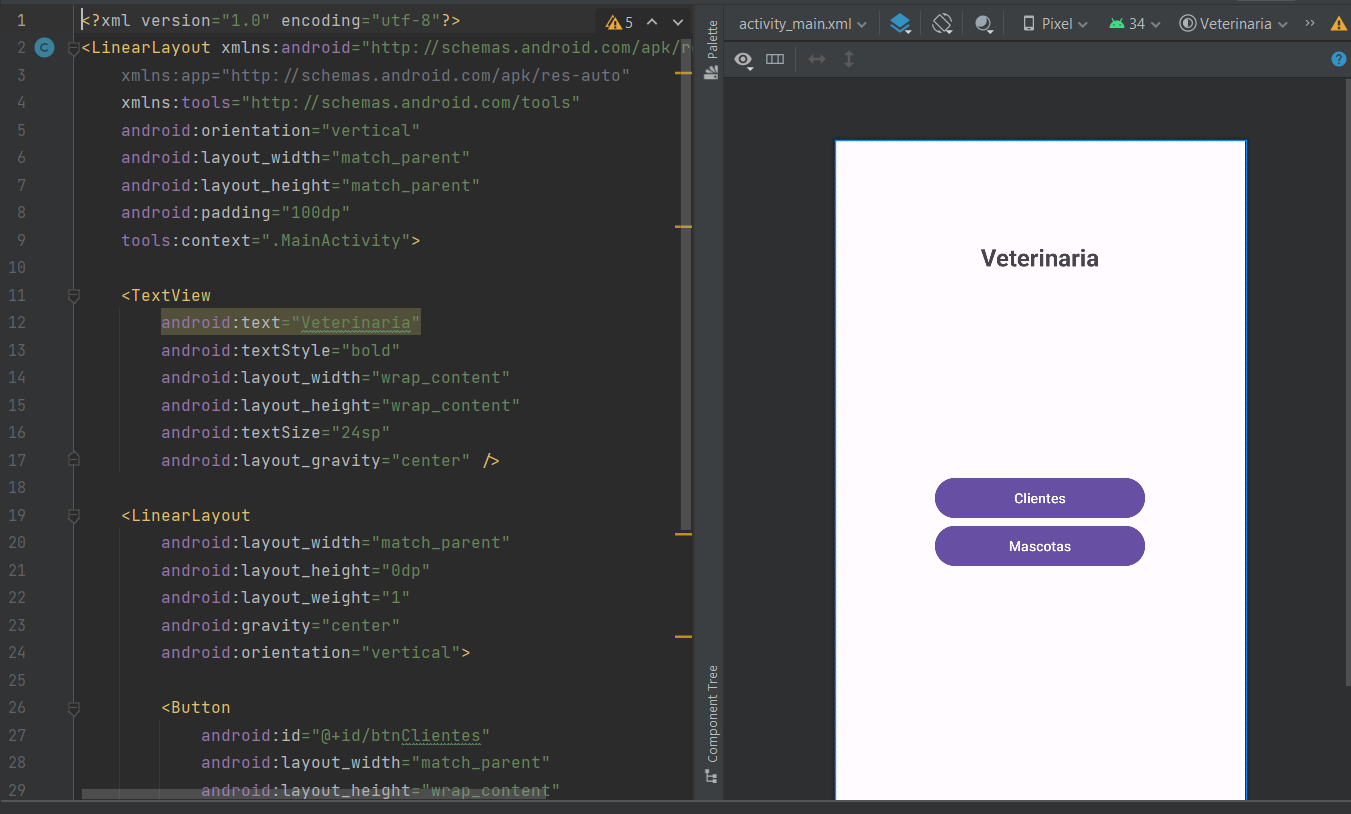 1 <?xml version="1.0" encoding="utf-8"?>
5
2 <LinearLayout xmlns:android="http://schemas.android.com/apk/r
3 xmlns:app="http://schemas.android.com/apk/res-auto"
4 xmlns:tools="http://schemas.android.com/tools"
5 android:orientation="vertical"
6 android:layout_width="match_parent"
7 android:layout_height="match_parent"
8 android:padding="100dp"
9 tools:context=".MainActivity">
10
11 <TextView
12 android:text="Veterinaria"
13 android:textStyle="bold"
14 android:layout_width="wrap_content"
15 android:layout_height="wrap_content"
16 android:textSize="24sp"
17 android:layout_gravity="center" />
18
19 <LinearLayout
20 android:layout_width="match_parent"
21 android:layout_height="0dp"
22 android:layout_weight="1"
23 android:gravity="center"
24 android:orientation="vertical">
25
26 <Button
27 android:id="@+id/btnClientes"
28 android:layout_width="match_parent"
29 android:layout_height="wrap_content"
Palette
Component Tree
activity_main.xml Pixel 34 Veterinaria »
?
Veterinaria
Clientes
Mascotas